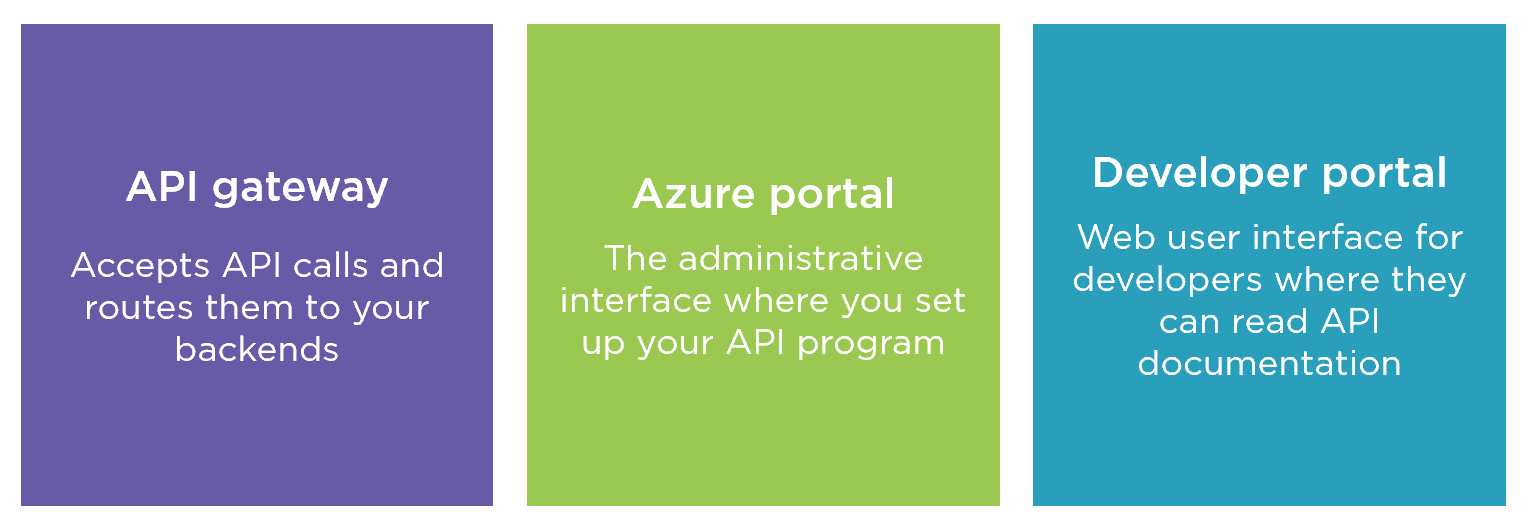 API gateway
Accepts API calls and
routes them to your
backends
Azure portal
The administrative
interface where you set
up your API program
Developer portal
Web user interface for
developers where they
can read API
documentation